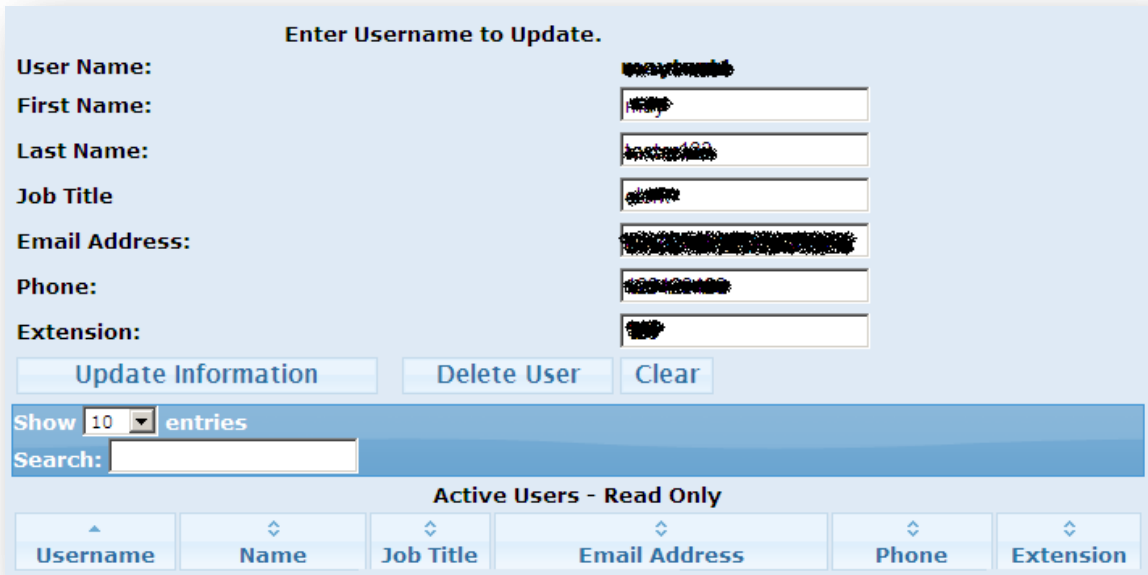 Enter Username to Update.
User Name:
First Name:
Last Name:
Job Title
Email Address:
Phone:
Extension:
Update Information Delete User Clear
Show 10 entries
Search:
Active Users - Read Only
Username Name Job Title Email Address Phone Extension